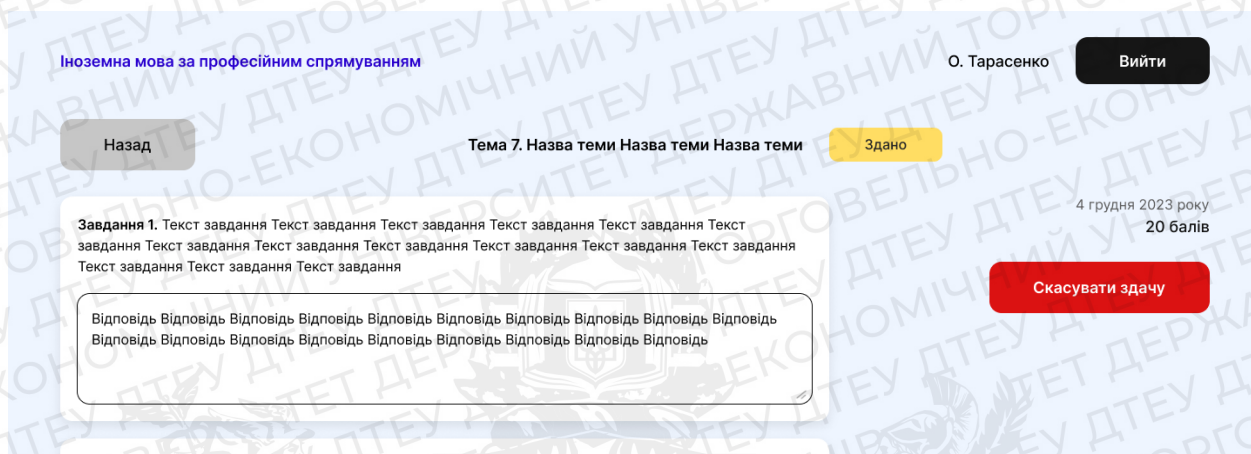 Іноземна мова за професійним спрямуванням
О. Тарасенко
Вийти
Назад
Тема 7. Назва теми Назва теми Назва теми
Здано
Завдання 1. Текст завдання Текст завдання Текст завдання Текст завдання Текст завдання Текст
завдання Текст завдання Текст завдання Текст завдання Текст завдання Текст завдання Текст завдання
Текст завдання Текст завдання Текст завдання
4 грудня 2023 року
20 балів
Скасувати здачу
Відповідь Відповідь Відповідь Відповідь Відповідь Відповідь Відповідь Відповідь Відповідь Відповідь
Відповідь Відповідь Відповідь Відповідь Відповідь Відповідь Відповідь Відповідь Відповідь